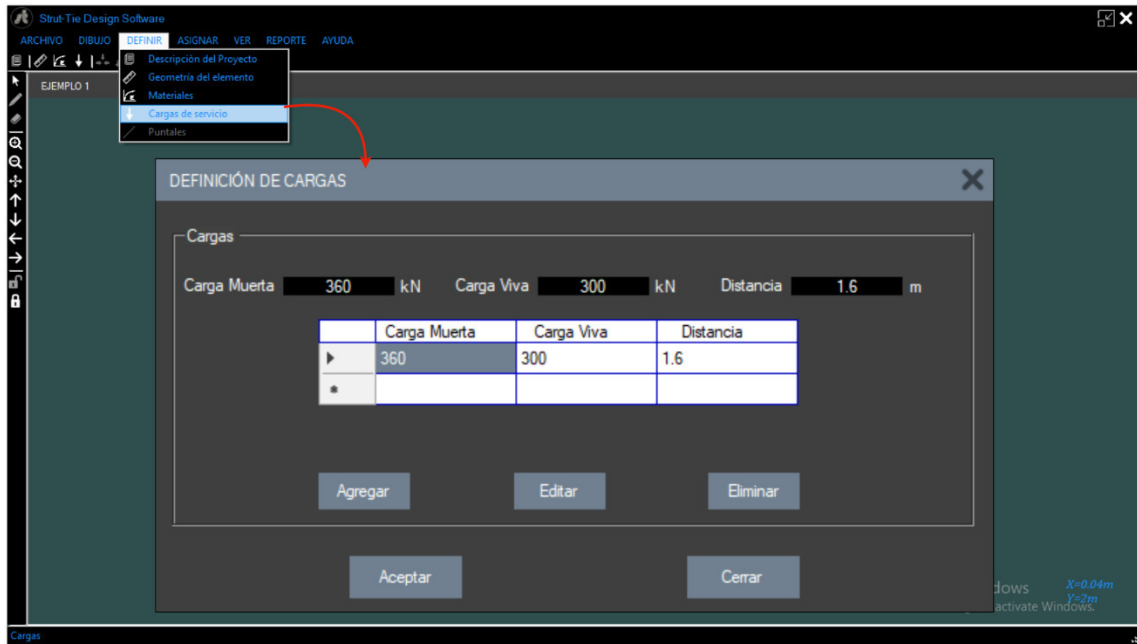 Strut-Tie Design Software
ARCHIVO DIBUJO DEFINIR ASIGNAR VER REPORTE AYUDA
Descripción del Proyecto
Geometría del elemento
Materiales
Cargas de servicio
Puntales
EJEMPLO 1
DEFINICIÓN DE CARGAS
Cargas
Carga Muerta 360 kN Carga Viva 300 kN Distancia 1.6 m
Carga Muerta Carga Viva Distancia
360 300 1.6
Agregar Editar Eliminar
Aceptar Cerrar
dows X=0.04m
activate Windows. Y=2m
Cargas